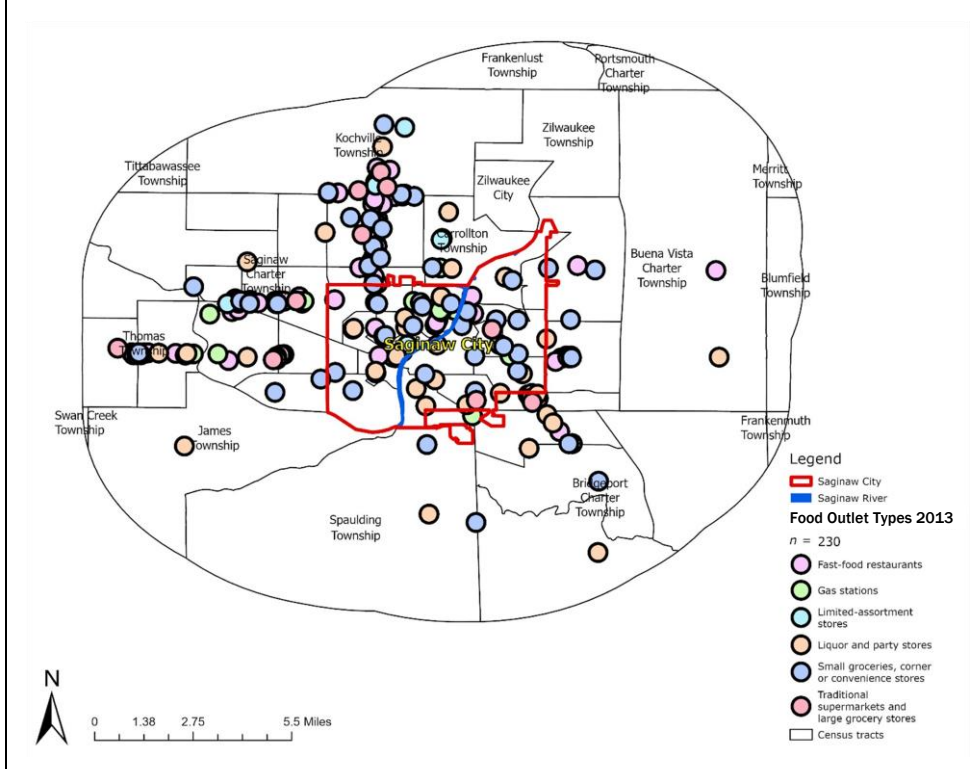 Frankenlust
Township
Portsmouth
Charter
Township
Kochville
Township
Zilwaukee
Township
Tittabawassee
Township
Zilwaukee
City
Merritt
Township
Carrollton
Township
Saginaw
Charter
Township
Buena Vista
Charter
Township
Blumfield
Township
Thomas
Township
Saginaw City
Swan Creek
Township
James
Township
Frankenmuth
Township
Bridgeport
Charter
Township
Spaulding
Township
Legend
Saginaw City
Saginaw River
Food Outlet Types 2013
n = 230
Fast-food restaurants
Gas stations
Limited-assortment
stores
Liquor and party stores
Small groceries, corner
or convenience stores
Traditional
supermarkets and
large grocery stores
Census tracts
N
0 1.38 2.75 5.5 Miles